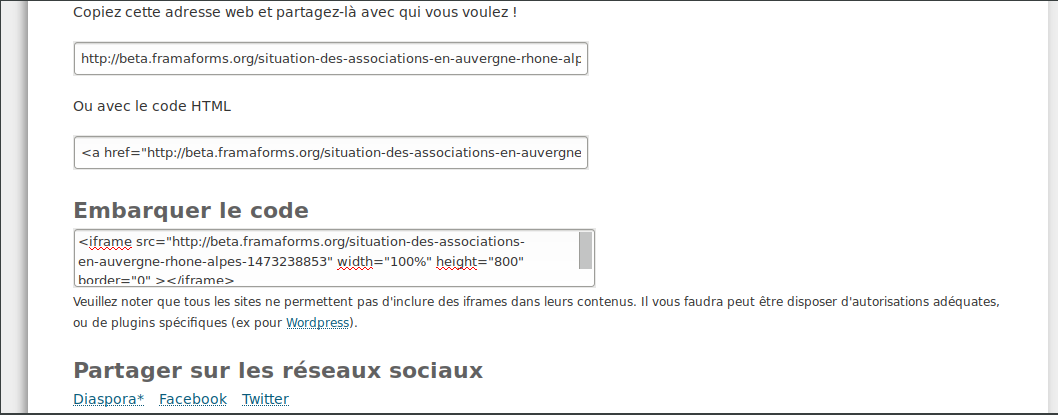 Copiez cette adresse web et partagez-là avec qui vous voulez !
http://beta.framaforms.org/situation-des-associations-en-auvergne-rhone-alp
Ou avec le code HTML
<a href="http://beta.framaforms.org/situation-des-associations-en-auvergne
Embarquer le code
<iframe src="http://beta.framaforms.org/situation-des-associations-
en-auvergne-rhone-alpes-1473238853" width="100%" height="800"
border="0" ></iframe>
Veuillez noter que tous les sites ne permettent pas d'inclure des iframes dans leurs contenus. Il vous faudra peut être disposer d'autorisations adéquates,
ou de plugins spécifiques (ex pour Wordpress).
Partager sur les réseaux sociaux
Diaspora* Facebook Twitter